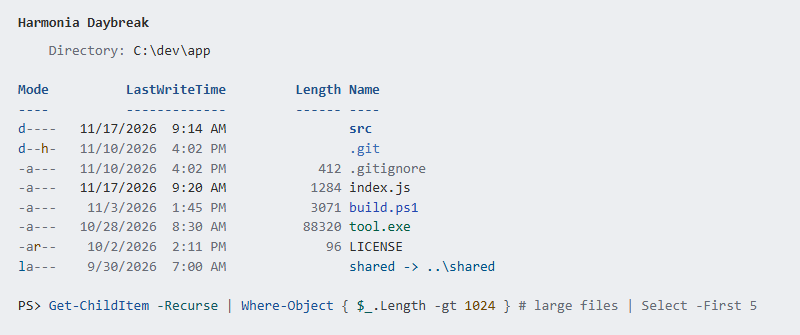 Harmonia Daybreak
Directory: C:\dev\app
Mode LastWriteTime Length Name
---- ------------- ------ ----
d---- 11/17/2026 9:14 AM src
d--h- 11/10/2026 4:02 PM .git
-a--- 11/10/2026 4:02 PM 412 .gitignore
-a--- 11/17/2026 9:20 AM 1284 index.js
-a--- 11/3/2026 1:45 PM 3071 build.ps1
-a--- 10/28/2026 8:30 AM 88320 tool.exe
-ar-- 10/2/2026 2:11 PM 96 LICENSE
la--- 9/30/2026 7:00 AM shared -> ..\shared
PS> Get-ChildItem -Recurse | Where-Object { $_.Length -gt 1024 } # large files | Select -First 5